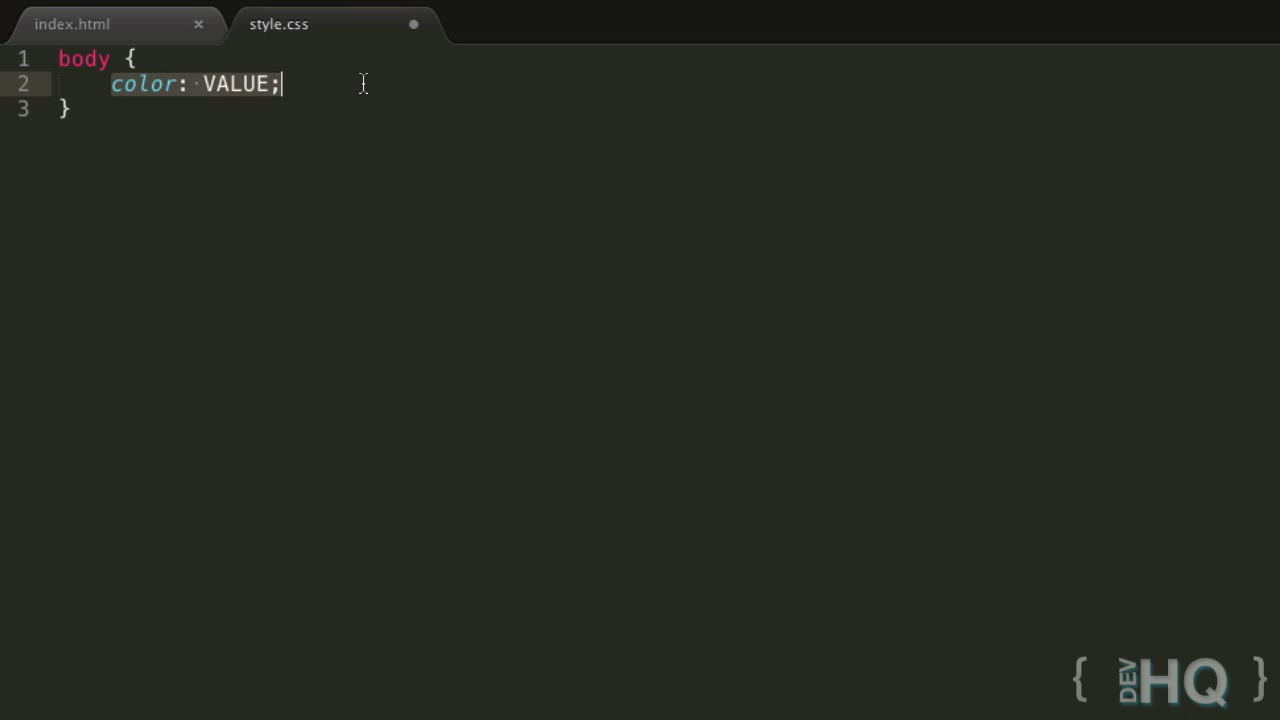 index.html × style.css
1 body {
2 color: VALUE;
3 }
{ DEV HQ }